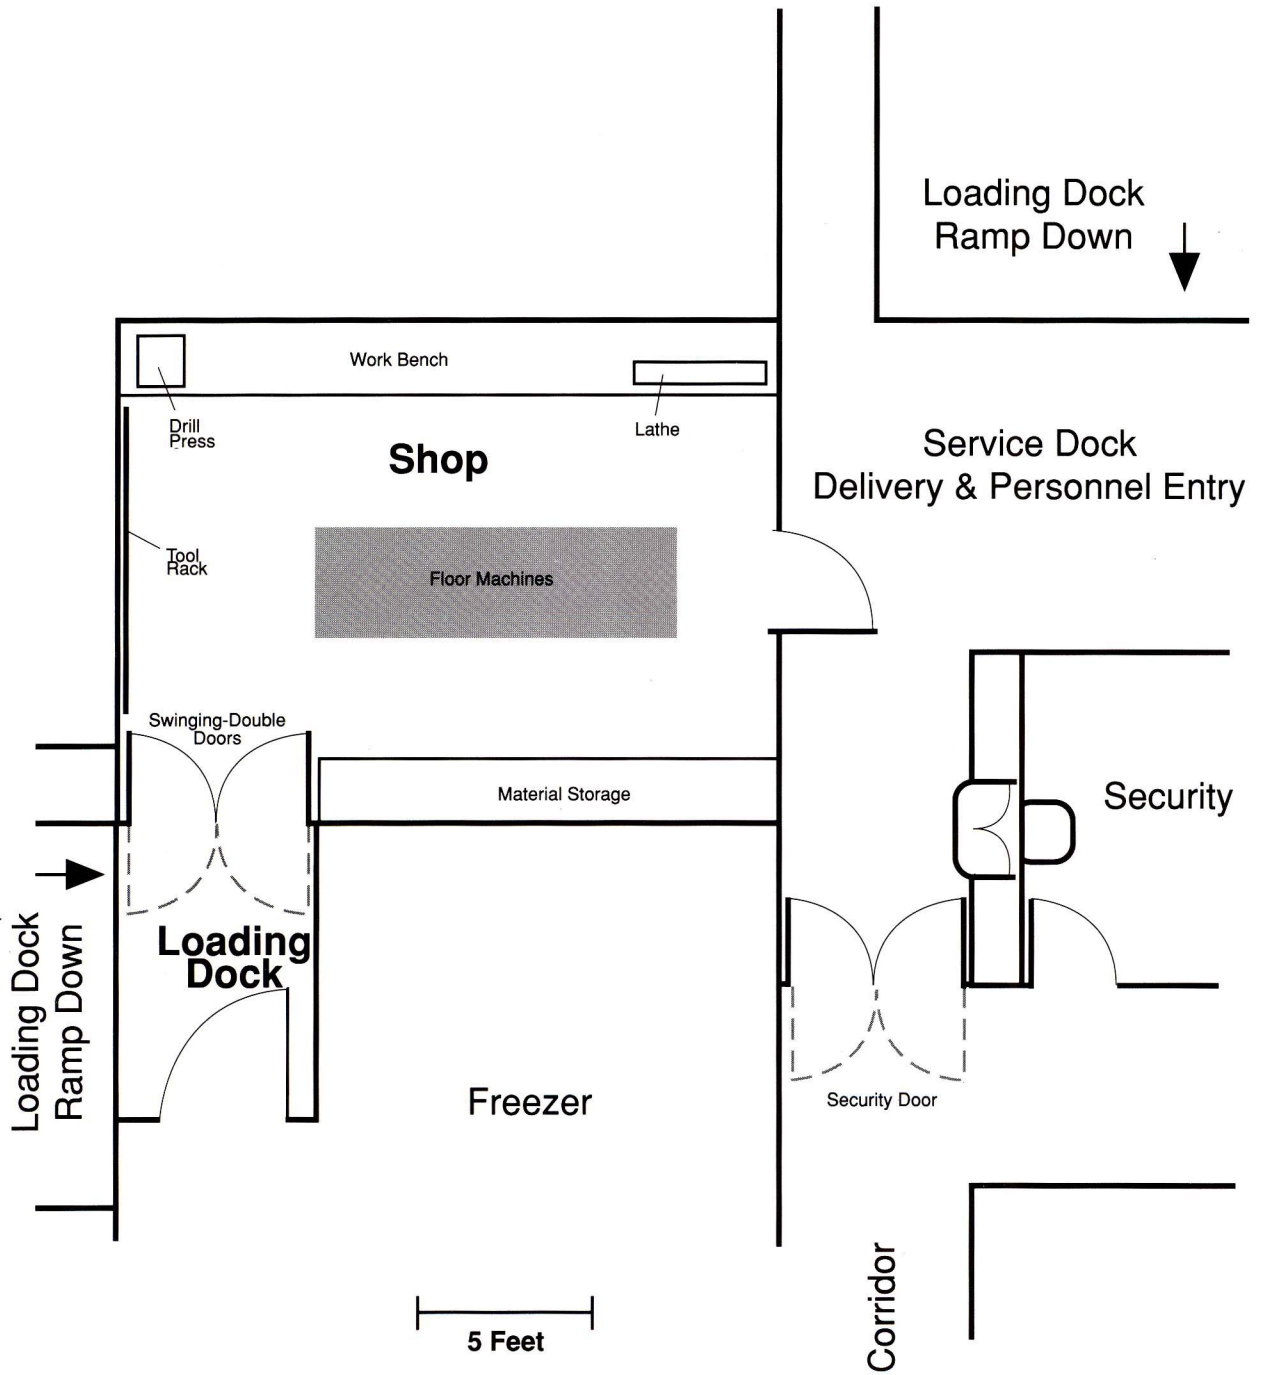 Loading Dock
Ramp Down
Work Bench
Drill
Press
Lathe
Shop
Service Dock
Delivery & Personnel Entry
Tool
Rack
Floor Machines
Swinging-Double
Doors
Material Storage
Security
Loading
Dock
Loading Dock
Ramp Down
Freezer
Security Door
Corridor
5 Feet